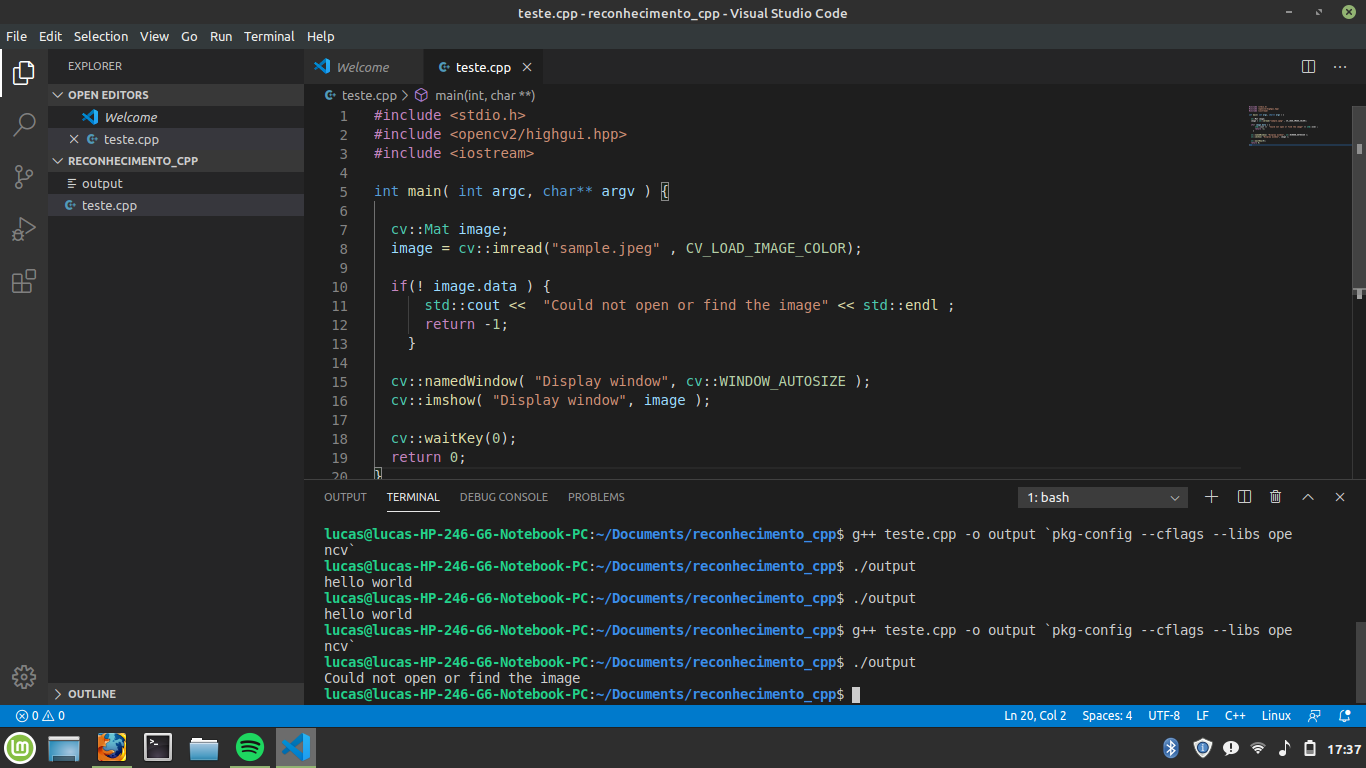 teste.cpp - reconhecimento_cpp - Visual Studio Code
File Edit Selection View Go Run Terminal Help
EXPLORER
OPEN EDITORS
Welcome
teste.cpp
RECONHECIMENTO_CPP
output
teste.cpp
OUTLINE
Welcome teste.cpp
teste.cpp > main(int, char **)
1 #include <stdio.h>
2 #include <opencv2/highgui.hpp>
3 #include <iostream>
4
5 int main( int argc, char** argv ) {
6
7 cv::Mat image;
8 image = cv::imread("sample.jpeg" , CV_LOAD_IMAGE_COLOR);
9
10 if(! image.data ) {
11 std::cout << "Could not open or find the image" << std::endl ;
12 return -1;
13 }
14
15 cv::namedWindow( "Display window", cv::WINDOW_AUTOSIZE );
16 cv::imshow( "Display window", image );
17
18 cv::waitKey(0);
19 return 0;
20 }
OUTPUT TERMINAL DEBUG CONSOLE PROBLEMS 1: bash
lucas@lucas-HP-246-G6-Notebook-PC:~/Documents/reconhecimento_cpp$ g++ teste.cpp -o output `pkg-config --cflags --libs ope
ncv`
lucas@lucas-HP-246-G6-Notebook-PC:~/Documents/reconhecimento_cpp$ ./output
hello world
lucas@lucas-HP-246-G6-Notebook-PC:~/Documents/reconhecimento_cpp$ ./output
hello world
lucas@lucas-HP-246-G6-Notebook-PC:~/Documents/reconhecimento_cpp$ g++ teste.cpp -o output `pkg-config --cflags --libs ope
ncv`
lucas@lucas-HP-246-G6-Notebook-PC:~/Documents/reconhecimento_cpp$ ./output
Could not open or find the image
lucas@lucas-HP-246-G6-Notebook-PC:~/Documents/reconhecimento_cpp$
0 0 Ln 20, Col 2 Spaces: 4 UTF-8 LF C++ Linux
17:37